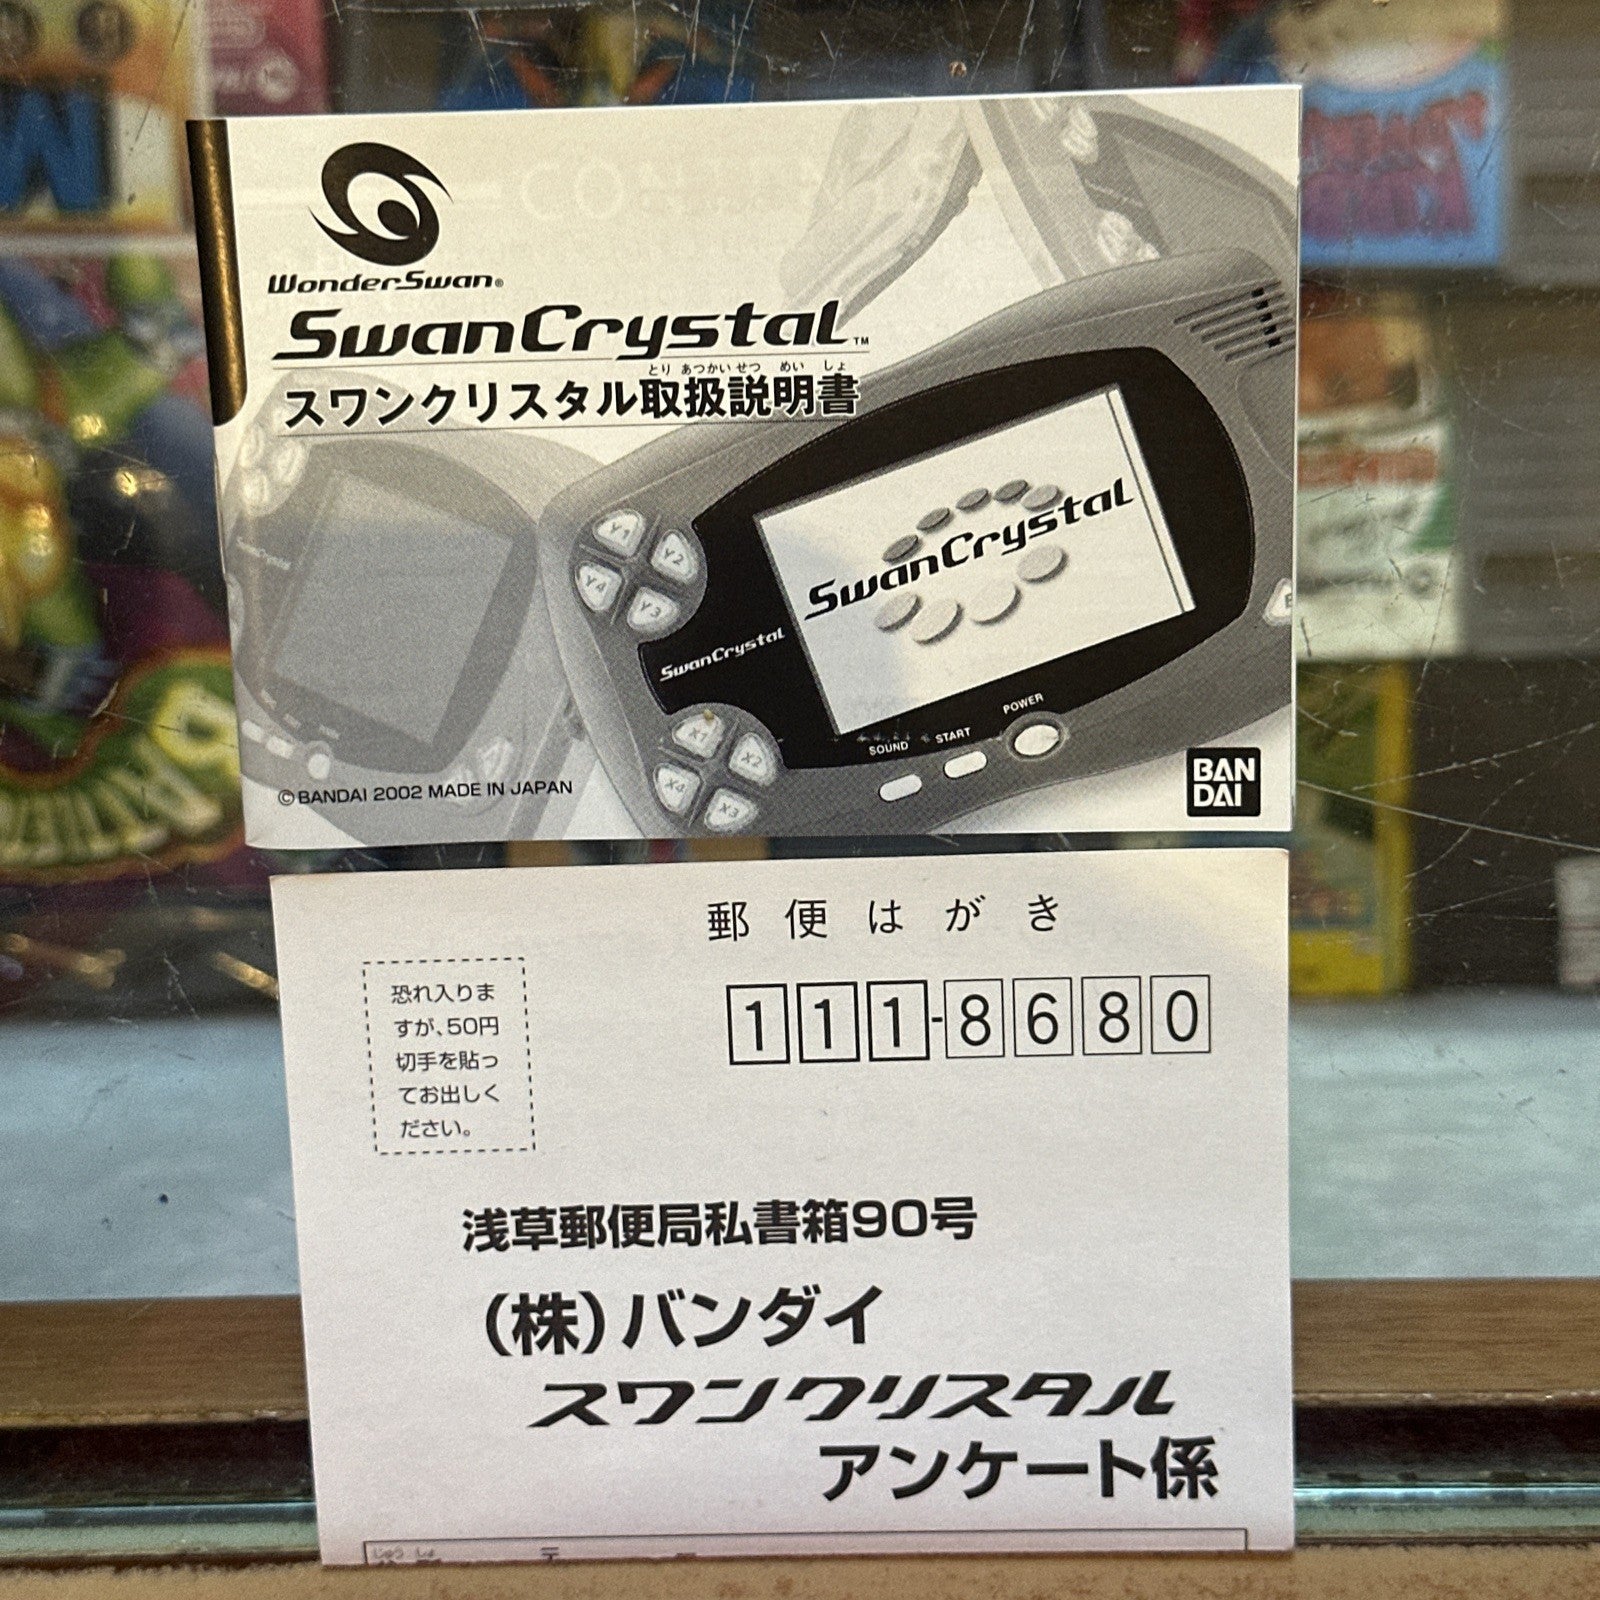 WonderSwan®
SwanCrystal™
とり あつかい せつ めい しょ
スワンクリスタル取扱説明書
Y1
Y2
Y4
Y3
SwanCrystal
SwanCrystal
X1
X2
X4
X3
SOUND
START
POWER
©BANDAI 2002 MADE IN JAPAN
BAN
DAI
郵便はがき
111-8680
恐れ入りま
すが、50円
切手を貼っ
てお出しく
ださい。
浅草郵便局私書箱90号
(株)バンダイ
スワンクリスタル
アンケート係